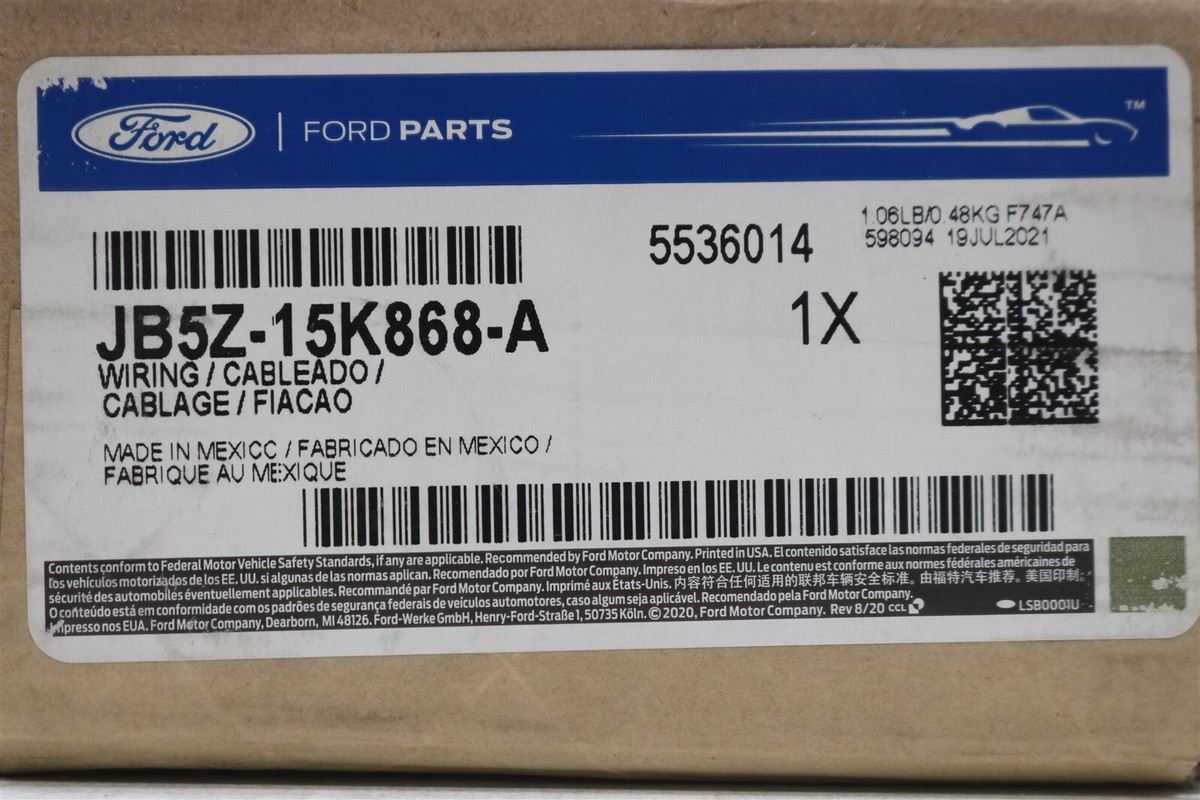 Ford | FORD PARTS TM
5536014
1.06LB/0.48KG F747A
598094 19JUL2021
JB5Z-15K868-A
1X
WIRING / CABLEADO /
CABLAGE / FIACAO
MADE IN MEXICC / FABRICADO EN MEXICO /
FABRIQUE AU MEXIQUE
Contents conform to Federal Motor Vehicle Safety Standards, if any are applicable. Recommended by Ford Motor Company. Printed in USA. El contenido satisface las normas federales de seguridad para
los vehículos motorizados de los EE. UU. si algunas de las normas aplican. Recomendado por Ford Motor Company. Impreso en los EE. UU. Le contenu est conforme aux normes fédérales américaines de
sécurité des automobiles éventuellement applicables. Recommandé par Ford Motor Company. Imprimé aux États-Unis. 内容符合任何适用的联邦车辆安全标准。由福特汽车推荐。美国印制。
O conteúdo está em conformidade com os padrões de segurança federais de veículos automotores, caso algum seja aplicável. Recomendado pela Ford Motor Company.
Impresso nos EUA. Ford Motor Company, Dearborn, MI 48126. Ford-Werke GmbH, Henry-Ford-Straße 1, 50735 Köln. © 2020, Ford Motor Company. Rev 8/20 CCL LSB0001U